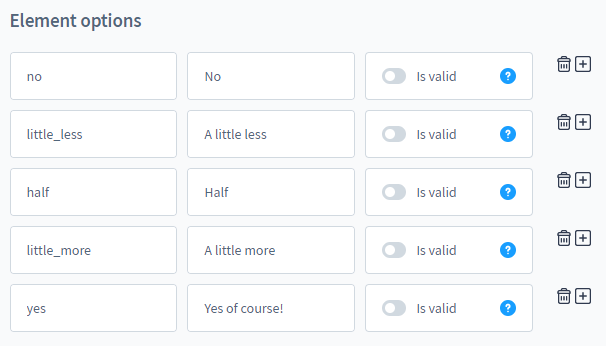 Element options
no No Is valid ?
little_less A little less Is valid ?
half Half Is valid ?
little_more A little more Is valid ?
yes Yes of course! Is valid ?